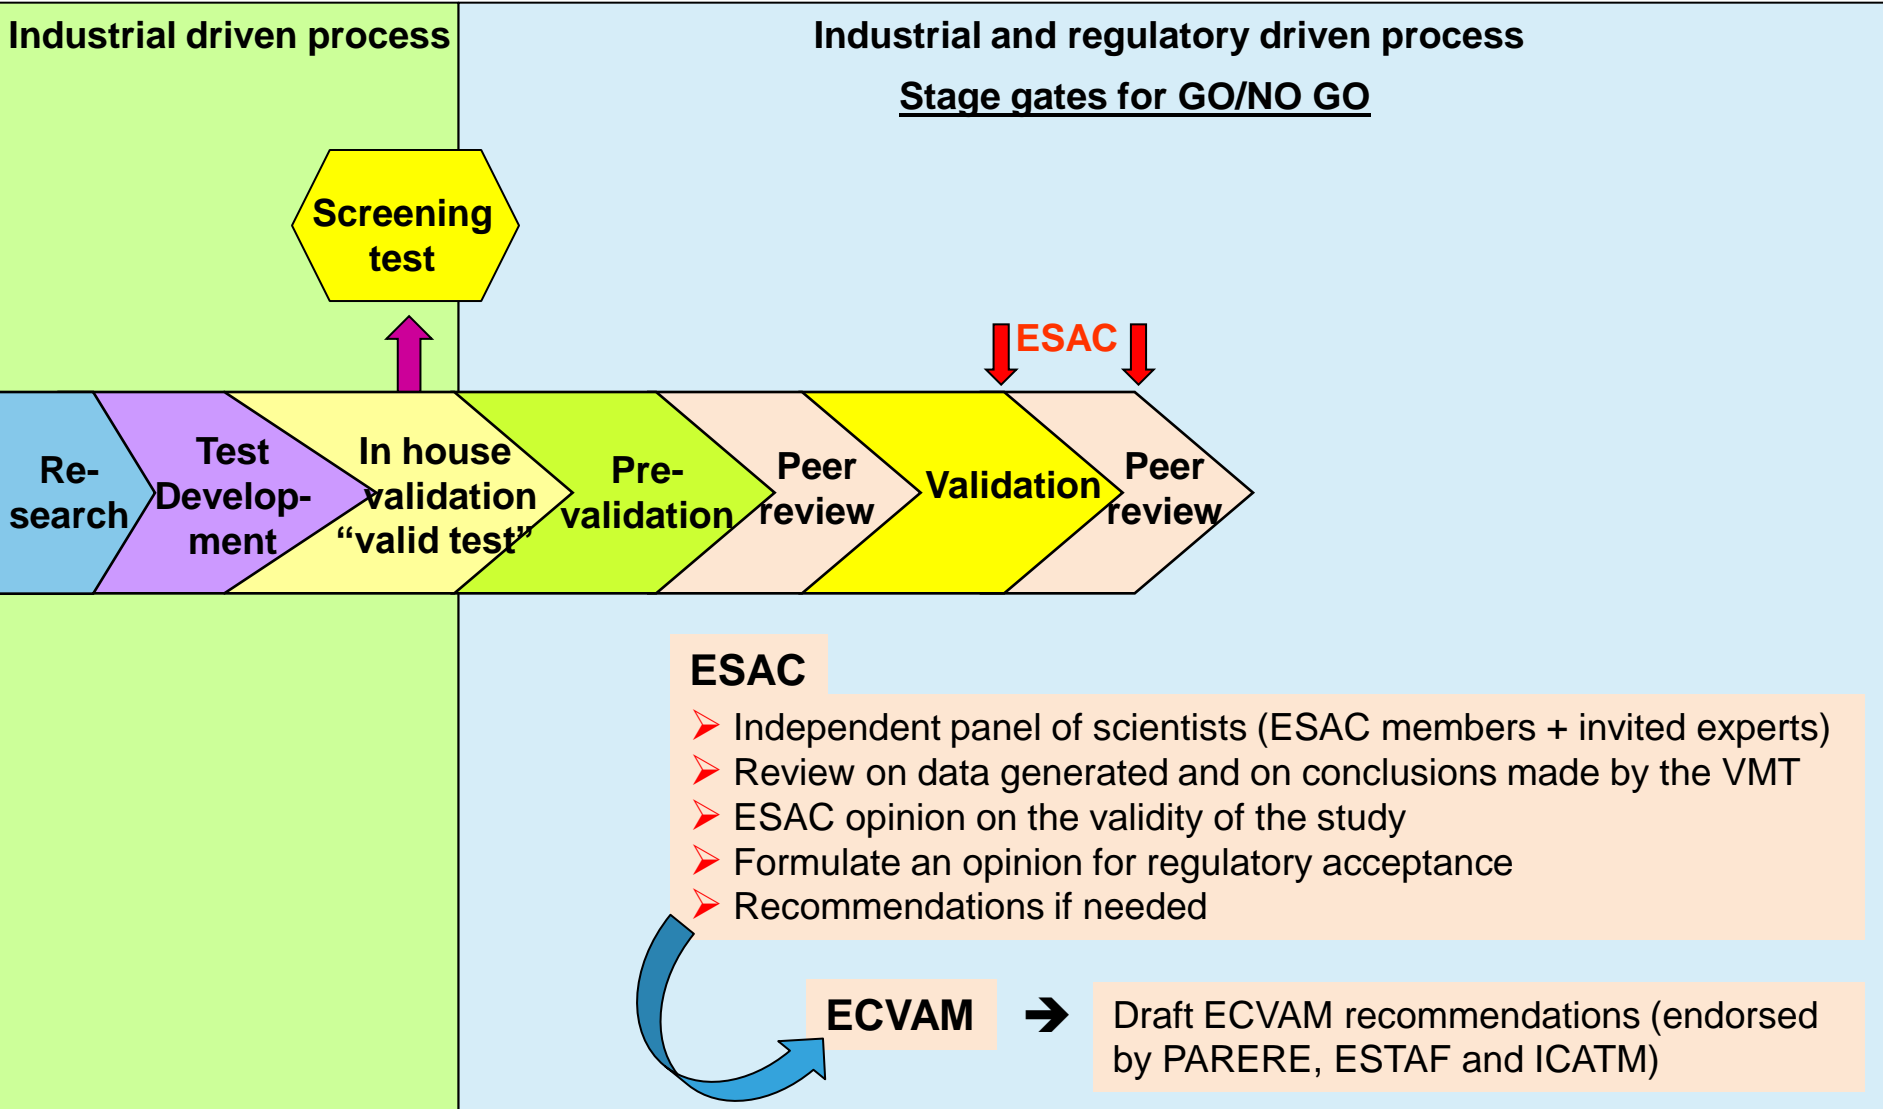 Industrial driven process
Industrial and regulatory driven process
Stage gates for GO/NO GO
Screening
test
ESAC
Re-
search
Test
Develop-
ment
In house
validation
“valid test”
Pre-
validation
Peer
review
Validation
Peer
review
ESAC
Independent panel of scientists (ESAC members + invited experts)
Review on data generated and on conclusions made by the VMT
ESAC opinion on the validity of the study
Formulate an opinion for regulatory acceptance
Recommendations if needed
ECVAM
Draft ECVAM recommendations (endorsed
by PARERE, ESTAF and ICATM)